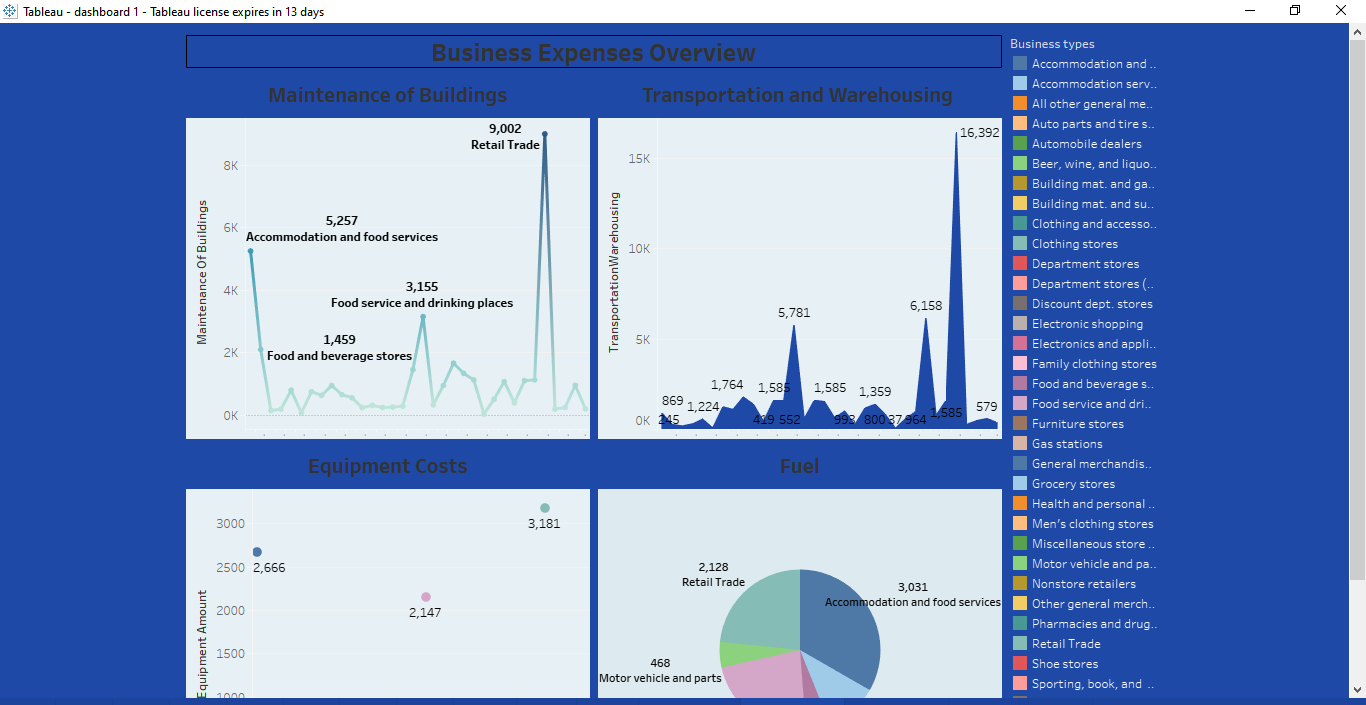 Tableau - dashboard 1 - Tableau license expires in 13 days
Business Expenses Overview
Maintenance of Buildings
Maintenance Of Buildings
8K
6K
4K
2K
0K
9,002
Retail Trade
5,257
Accommodation and food services
3,155
Food service and drinking places
1,459
Food and beverage stores
Transportation and Warehousing
TransportationWarehousing
15K
10K
5K
0K
16,392
6,158
5,781
1,764
1,585
1,585
1,359
869
1,224
1,585
579
245
419
552
993
800
37
964
Equipment Costs
Equipment Amount
3000
2500
2000
1500
1000
3,181
2,666
2,147
Fuel
2,128
Retail Trade
3,031
Accommodation and food services
468
Motor vehicle and parts
Business types
Accommodation and ..
Accommodation serv..
All other general me..
Auto parts and tire s..
Automobile dealers
Beer, wine, and liquo..
Building mat. and ga..
Building mat. and su..
Clothing and accesso..
Clothing stores
Department stores
Department stores (..
Discount dept. stores
Electronic shopping
Electronics and appli..
Family clothing stores
Food and beverage s..
Food service and dri..
Furniture stores
Gas stations
General merchandis..
Grocery stores
Health and personal ..
Men's clothing stores
Miscellaneous store ..
Motor vehicle and pa..
Nonstore retailers
Other general merch..
Pharmacies and drug..
Retail Trade
Shoe stores
Sporting, book, and ..